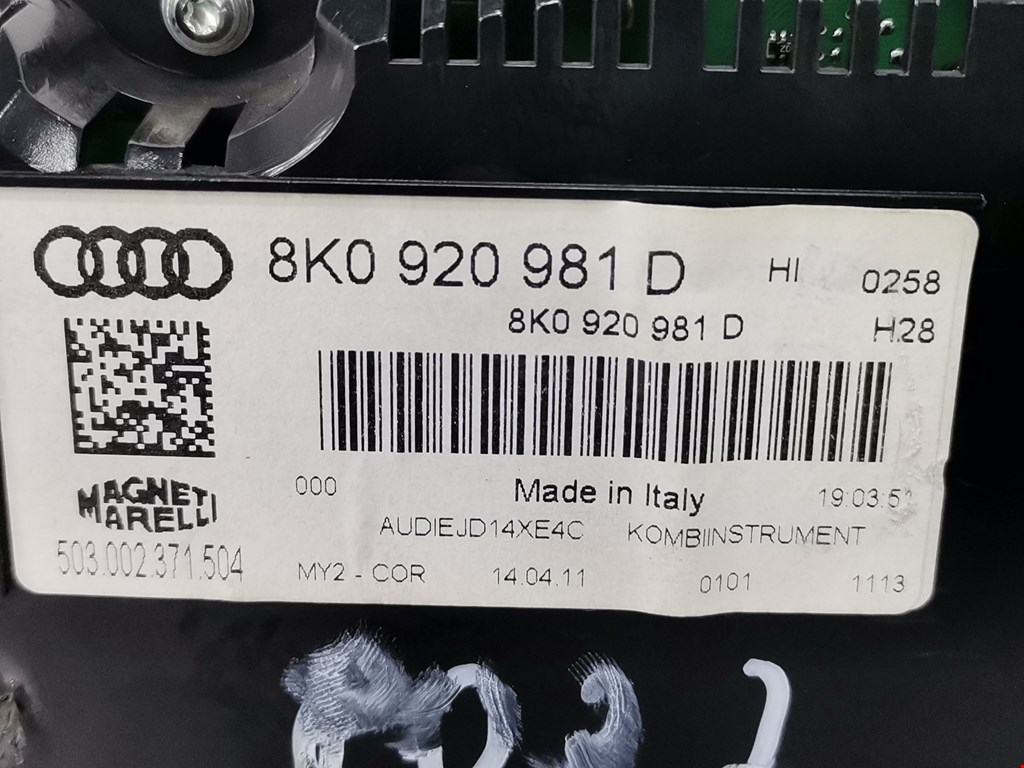 8K0 920 981 D HI 0258
8K0 920 981 D H28
MAGNETI
MARELLI
503.002.371.504
000 Made in Italy
AUDIEJD14XE4C KOMBIINSTRUMENT
MY2 - COR 14.04.11 0101 1113